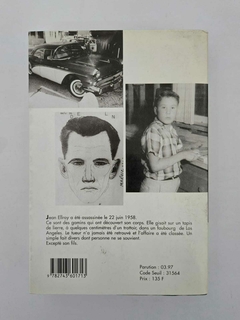 Jean Ellroy a été assassinée le 22 juin 1958.
Ce sont des gamins qui ont découvert son corps. Elle gisait sur un tapis
de lierre, à quelques centimètres d'un trottoir, dans un faubourg de Los
Angeles. Le tueur n'a jamais été retrouvé et l'affaire a été classée. Un
simple fait divers dont personne ne se souvient.
Excepté son fils.
Parution : 03.97
Code Seuil : 31564
Prix : 135 F
9 782743 601713